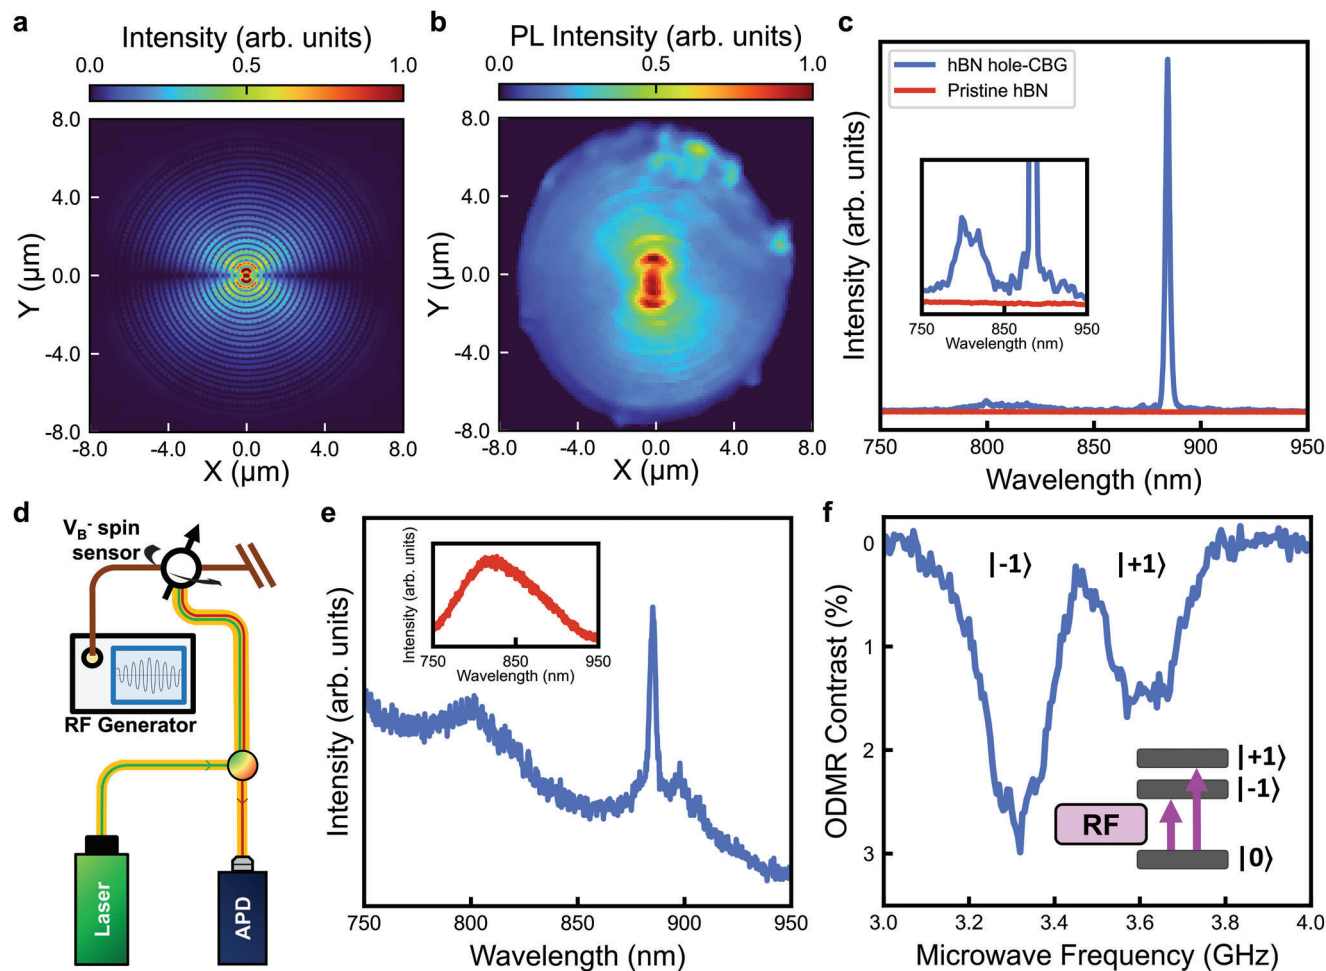 a
Intensity (arb. units)
0.0 0.5 1.0
8.0
4.0
0.0
-4.0
-8.0
Y (μm)
-8.0 -4.0 0.0 4.0 8.0
X (μm)
b
PL Intensity (arb. units)
0.0 0.5 1.0
8.0
4.0
0.0
-4.0
-8.0
Y (μm)
-8.0 -4.0 0.0 4.0 8.0
X (μm)
c
hBN hole-CBG
Pristine hBN
Intensity (arb. units)
750 850 950
Wavelength (nm)
750 800 850 900 950
Wavelength (nm)
d
VB- spin
sensor
RF Generator
Laser
APD
e
Intensity (arb. units)
750 850 950
Wavelength (nm)
Intensity (arb. units)
750 800 850 900 950
Wavelength (nm)
f
|-1⟩ |+1⟩
ODMR Contrast (%)
0
1
2
3
|+1⟩
|-1⟩
RF
|0⟩
3.0 3.2 3.4 3.6 3.8 4.0
Microwave Frequency (GHz)